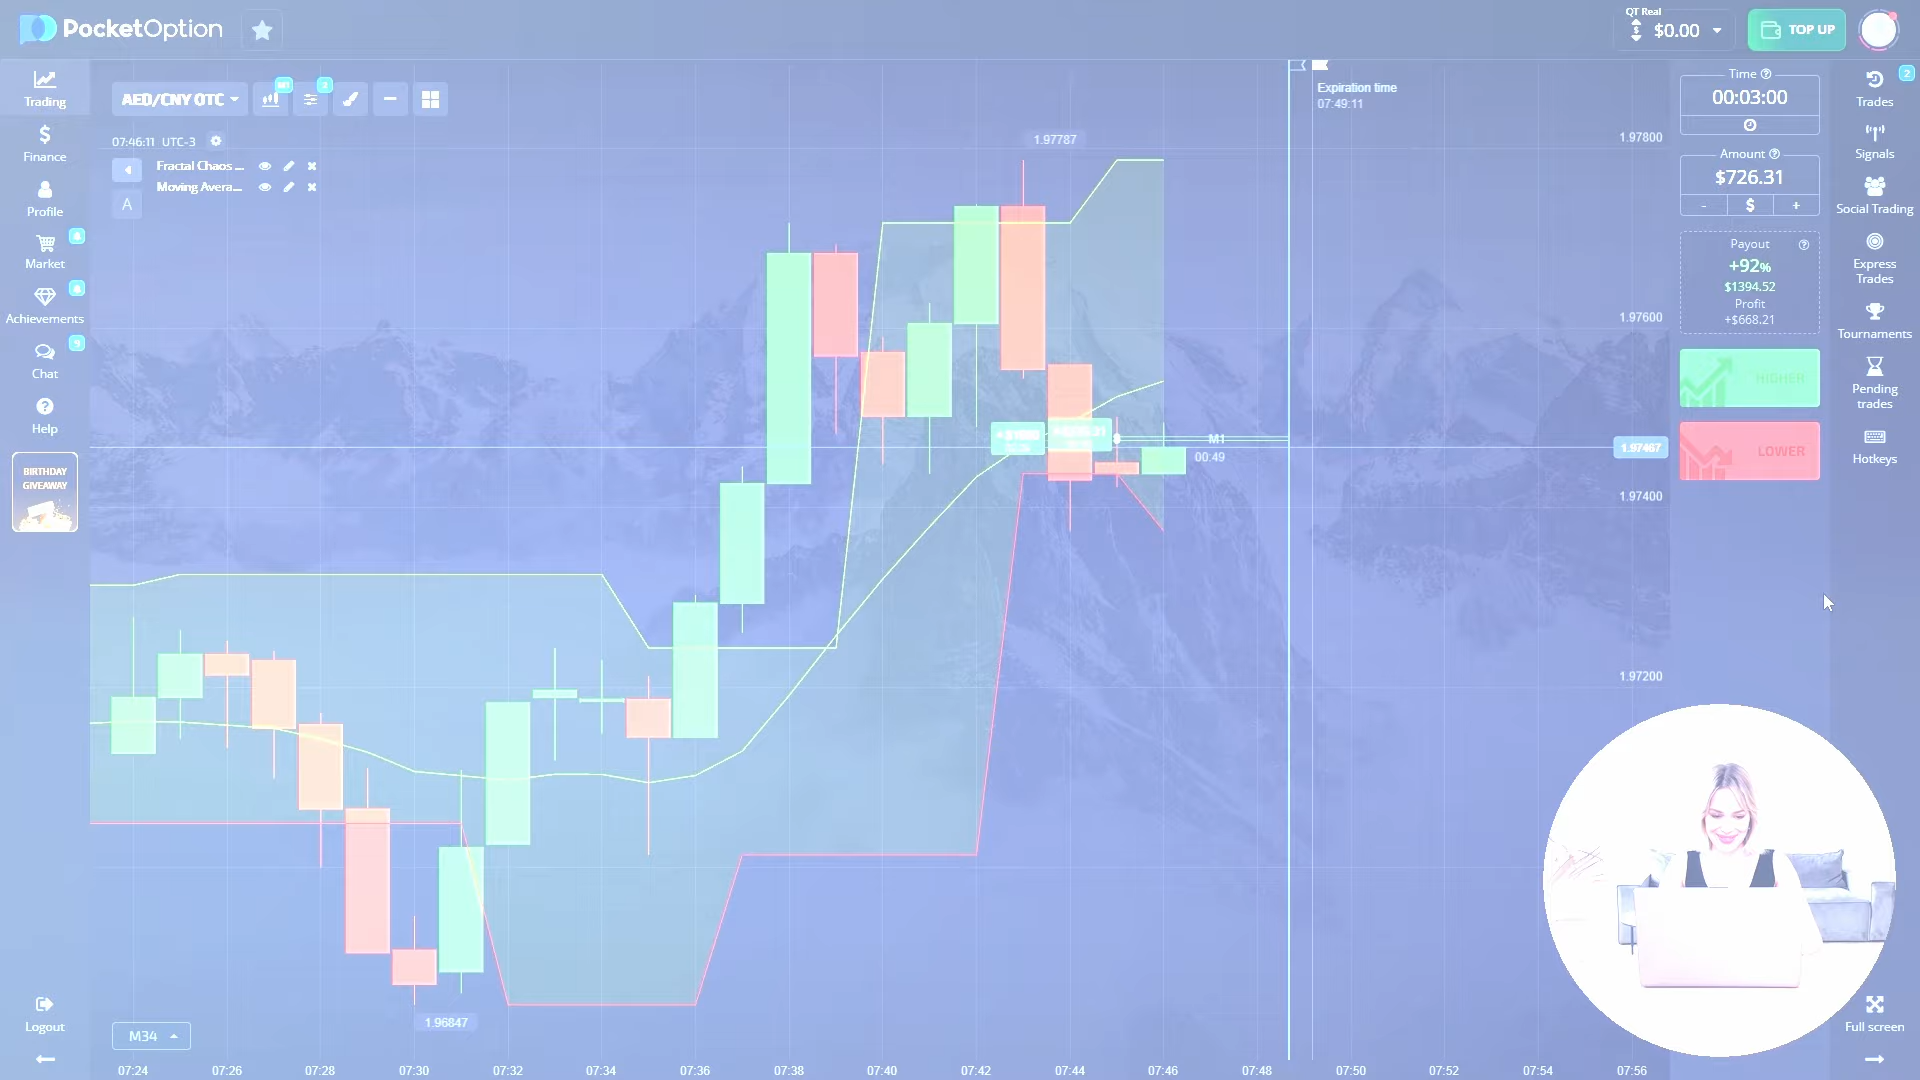 PocketOption
QT Real
$0.00
TOP UP
Trading
Finance
Profile
Market
Achievements
Chat
9
Help
BIRTHDAY
GIVEAWAY
Logout
AED/CNY OTC
07:46:11 UTC-3
Fractal Chaos ...
Moving Avera...
A
Expiration time
07:49:11
1.97787
1.97800
1.97600
1.97467
1.97400
1.97200
M1
00:49
1.96847
M34
07:24
07:26
07:28
07:30
07:32
07:34
07:36
07:38
07:40
07:42
07:44
07:46
07:48
07:50
07:52
07:54
07:56
Time
00:03:00
Amount
$726.31
- $ +
Payout
+92%
$1394.52
Profit
+$668.21
HIGHER
LOWER
2
Trades
Signals
Social Trading
Express
Trades
Tournaments
Pending
trades
Hotkeys
Full screen